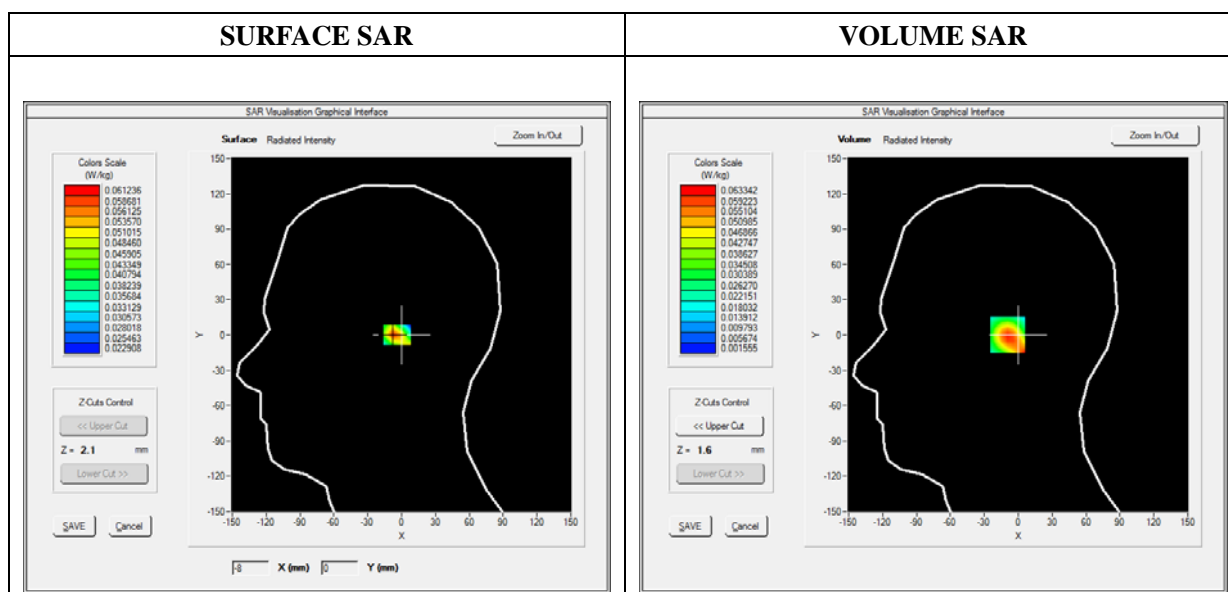 SURFACE SAR
VOLUME SAR
SAR Visualisation Graphical Interface
Surface Radiated Intensity
Zoom In/Out
Colors Scale
(W/kg)
0.061236
0.058681
0.056125
0.053570
0.051015
0.048460
0.045905
0.043349
0.040794
0.038239
0.035684
0.033129
0.030573
0.028018
0.025463
0.022908
150
120
90
60
30
0
-30
-60
-90
-120
-150
Y
-150 -120 -90 -60 -30 0 30 60 90 120 150
X
Z-Cuts Control
<< Upper Cut
Z = 2.1 mm
Lower Cut >>
SAVE Cancel
-8 X (mm) 0 Y (mm)
SAR Visualisation Graphical Interface
Volume Radiated Intensity
Zoom In/Out
Colors Scale
(W/kg)
0.063342
0.059223
0.055104
0.050985
0.046866
0.042747
0.038627
0.034508
0.030389
0.026270
0.022151
0.018032
0.013912
0.009793
0.005674
0.001555
150
120
90
60
30
0
-30
-60
-90
-120
-150
Y
-150 -120 -90 -60 -30 0 30 60 90 120 150
X
Z-Cuts Control
<< Upper Cut
Z = 1.6 mm
Lower Cut >>
SAVE Cancel